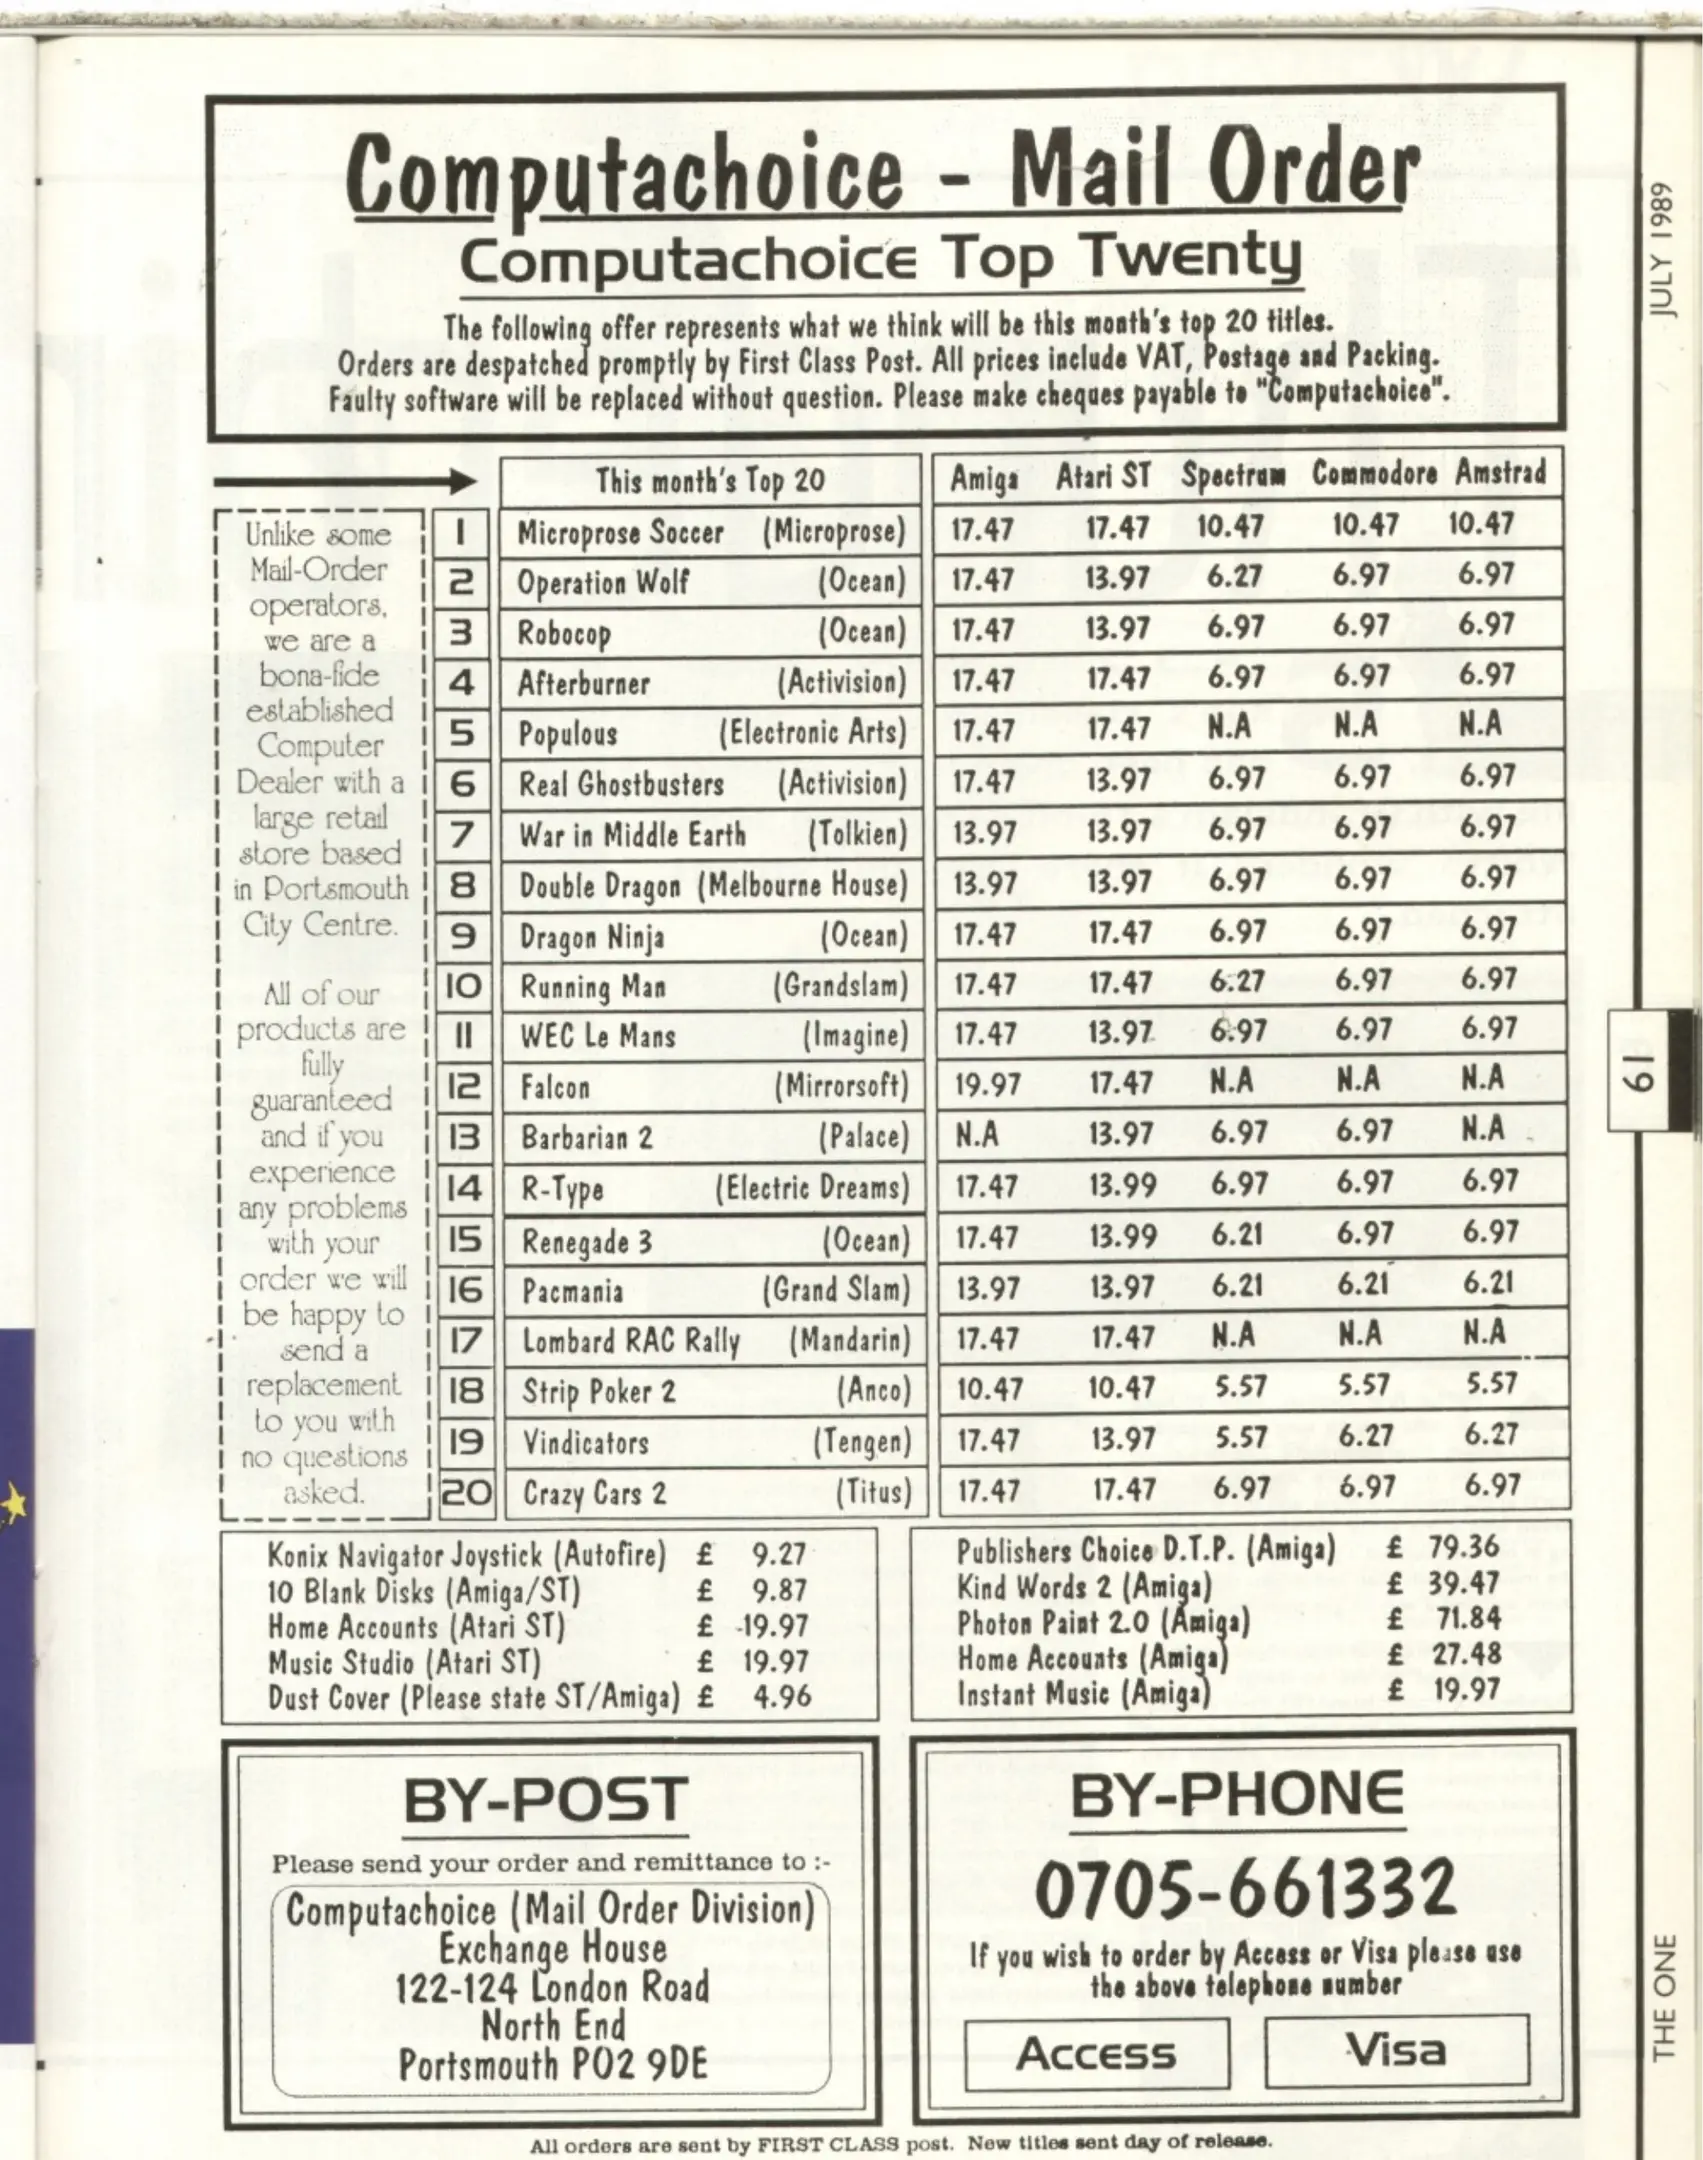 Computachoice - Mail Order
Computachoice Top Twenty
The following offer represents what we think will be this month's top 20 titles.
Orders are despatched promptly by First Class Post. All prices include VAT, Postage and Packing.
Faulty software will be replaced without question. Please make cheques payable to "Computachoice".
This month's Top 20 Amiga Atari ST Spectrum Commodore Amstrad
1 Microprose Soccer (Microprose) 17.47 17.47 10.47 10.47 10.47
2 Operation Wolf (Ocean) 17.47 13.97 6.27 6.97 6.97
3 Robocop (Ocean) 17.47 13.97 6.97 6.97 6.97
4 Afterburner (Activision) 17.47 17.47 6.97 6.97 6.97
5 Populous (Electronic Arts) 17.47 17.47 N.A N.A N.A
6 Real Ghostbusters (Activision) 17.47 13.97 6.97 6.97 6.97
7 War in Middle Earth (Tolkien) 13.97 13.97 6.97 6.97 6.97
8 Double Dragon (Melbourne House) 13.97 13.97 6.97 6.97 6.97
9 Dragon Ninja (Ocean) 17.47 17.47 6.97 6.97 6.97
10 Running Man (Grandslam) 17.47 17.47 6.27 6.97 6.97
11 WEC Le Mans (Imagine) 17.47 13.97 6.97 6.97 6.97
12 Falcon (Mirrorsoft) 19.97 17.47 N.A N.A N.A
13 Barbarian 2 (Palace) N.A 13.97 6.97 6.97 N.A
14 R-Type (Electric Dreams) 17.47 13.99 6.97 6.97 6.97
15 Renegade 3 (Ocean) 17.47 13.99 6.21 6.97 6.97
16 Pacmania (Grand Slam) 13.97 13.97 6.21 6.21 6.21
17 Lombard RAC Rally (Mandarin) 17.47 17.47 N.A N.A N.A
18 Strip Poker 2 (Anco) 10.47 10.47 5.57 5.57 5.57
19 Vindicators (Tengen) 17.47 13.97 5.57 6.27 6.27
20 Crazy Cars 2 (Titus) 17.47 17.47 6.97 6.97 6.97
Unlike some
Mail-Order
operators,
we are a
bona-fide
established
Computer
Dealer with a
large retail
store based
in Portsmouth
City Centre.
All of our
products are
fully
guaranteed
and if you
experience
any problems
with your
order we will
be happy to
send a
replacement
to you with
no questions
asked.
Konix Navigator Joystick (Autofire) £ 9.27
10 Blank Disks (Amiga/ST) £ 9.87
Home Accounts (Atari ST) £ 19.97
Music Studio (Atari ST) £ 19.97
Dust Cover (Please state ST/Amiga) £ 4.96
Publishers Choice D.T.P. (Amiga) £ 79.36
Kind Words 2 (Amiga) £ 39.47
Photon Paint 2.0 (Amiga) £ 71.84
Home Accounts (Amiga) £ 27.48
Instant Music (Amiga) £ 19.97
BY-POST
Please send your order and remittance to :-
Computachoice (Mail Order Division)
Exchange House
122-124 London Road
North End
Portsmouth PO2 9DE
BY-PHONE
0705-661332
If you wish to order by Access or Visa please use
the above telephone number
Access
Visa
All orders are sent by FIRST CLASS post. New titles sent day of release.
JULY 1989
61
THE ONE